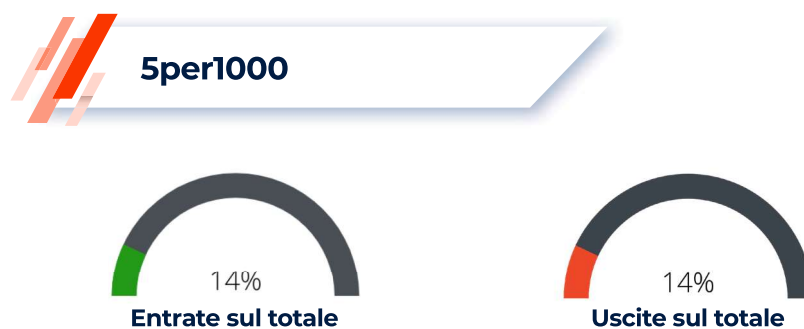 5per1000
14%
14%
Entrate sul totale
Uscite sul totale